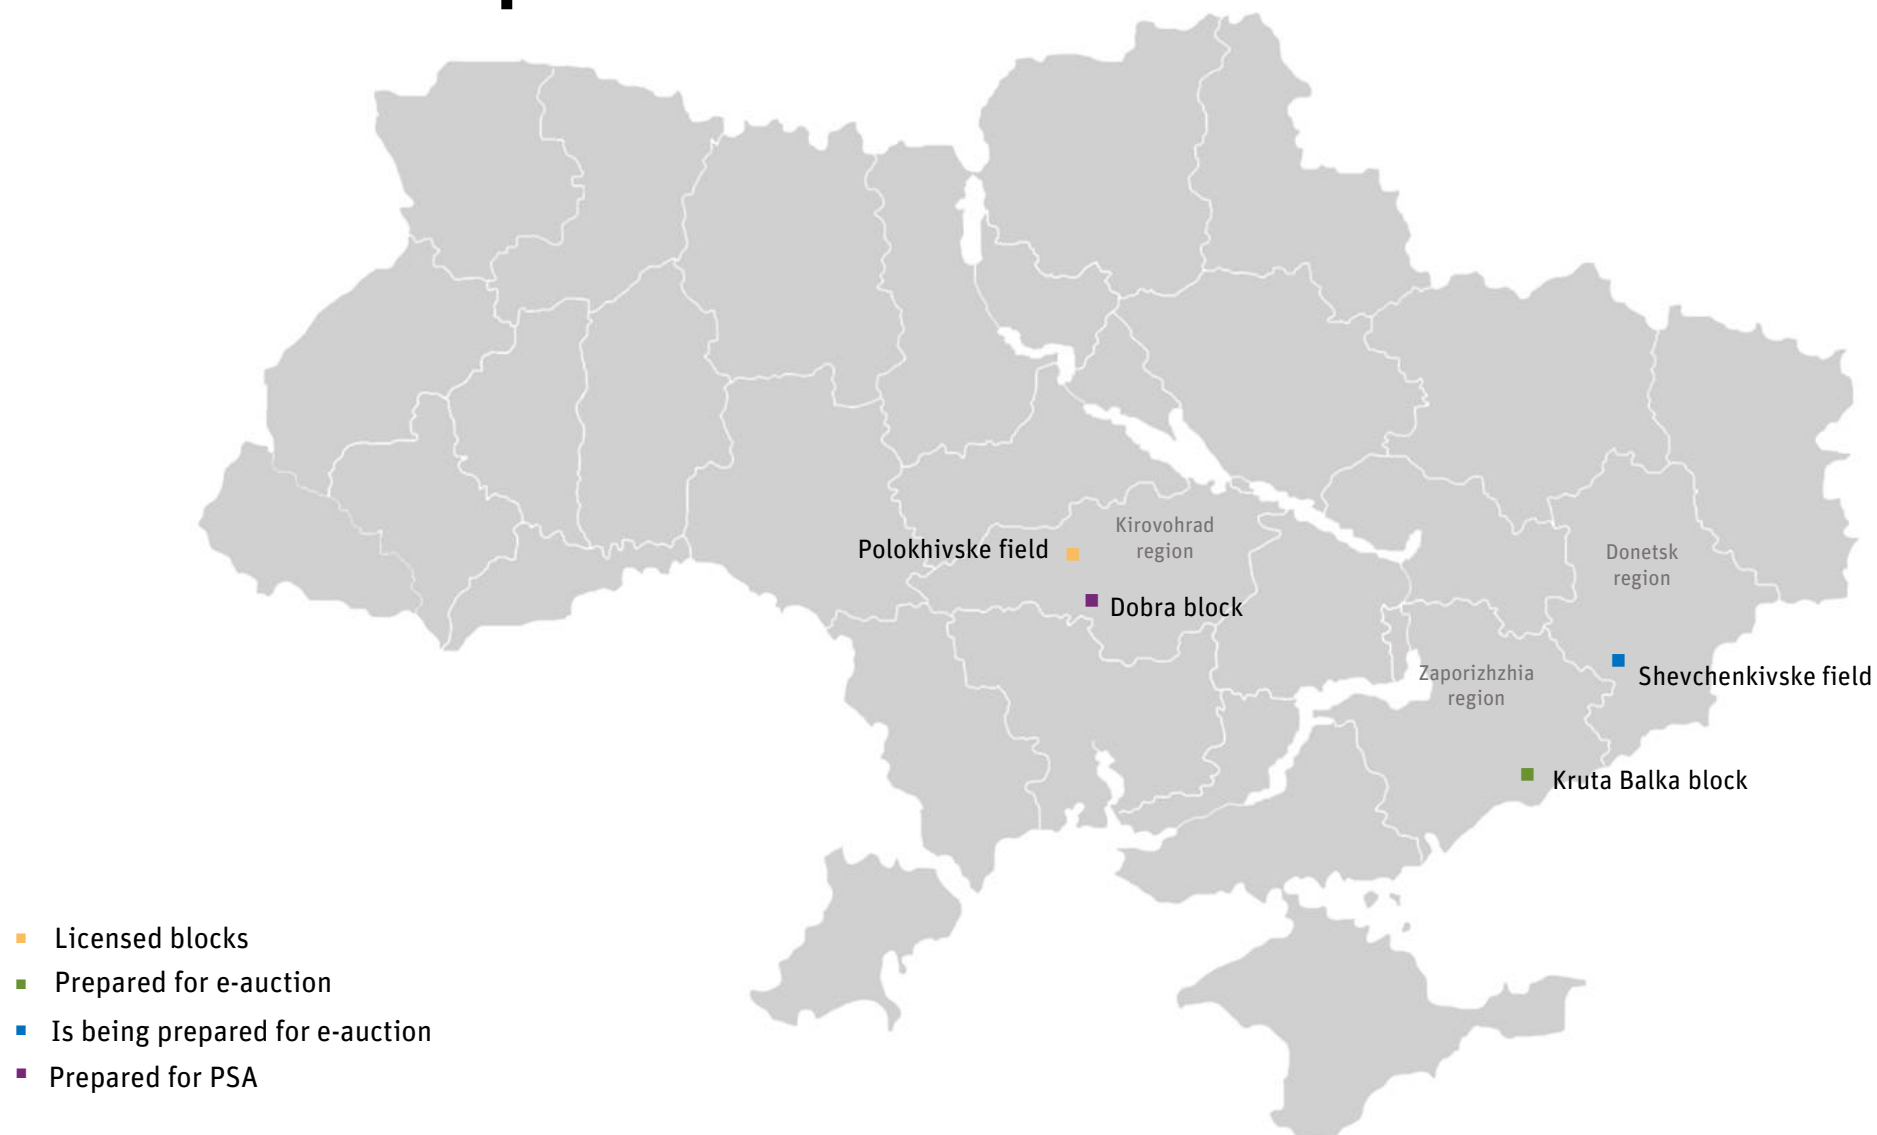 Kirovohrad
region
Polokhivske field
Dobra block
Donetsk
region
Zaporizhzhia
region
Shevchenkivske field
Kruta Balka block
Licensed blocks
Prepared for e-auction
Is being prepared for e-auction
Prepared for PSA